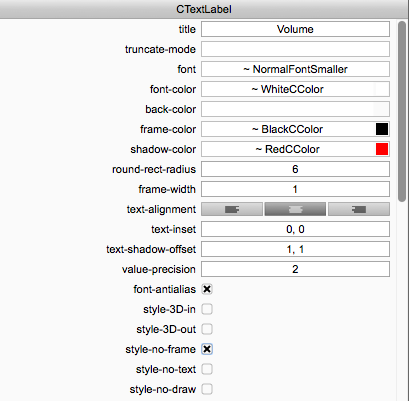 CTextLabel
title Volume
truncate-mode
font ~ NormalFontSmaller
font-color ~ WhiteCColor
back-color
frame-color ~ BlackCColor
shadow-color ~ RedCColor
round-rect-radius 6
frame-width 1
text-alignment
text-inset 0, 0
text-shadow-offset 1, 1
value-precision 2
font-antialias
style-3D-in
style-3D-out
style-no-frame
style-no-text
style-no-draw